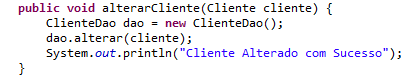 public void alterarCliente(Cliente cliente) {
ClienteDao dao = new ClienteDao();
dao.alterar(cliente);
System.out.println("Cliente Alterado com Sucesso");
}